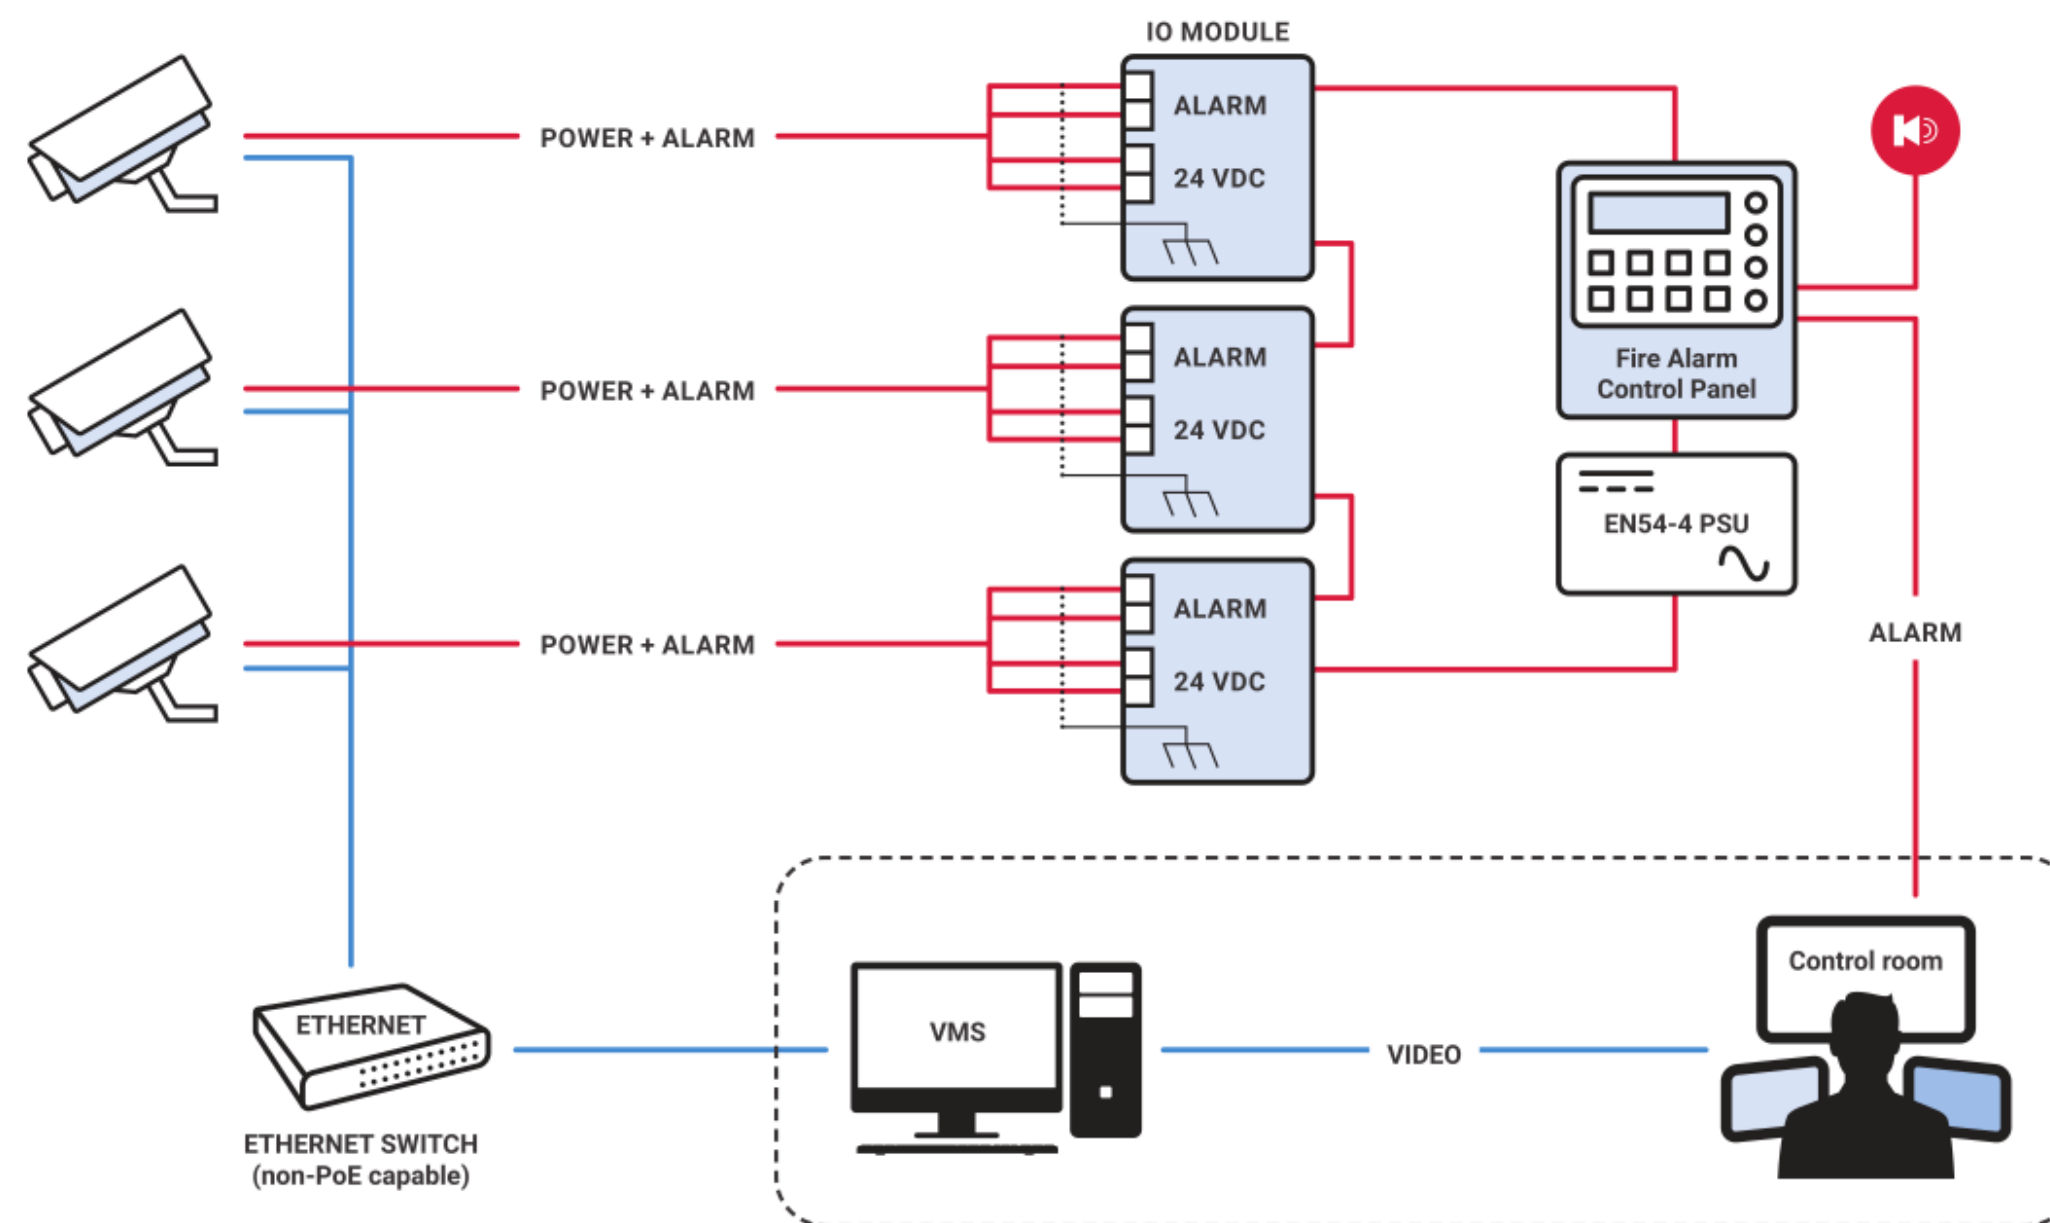 IO MODULE
ALARM
POWER + ALARM
24 VDC
ALARM
POWER + ALARM
24 VDC
Fire Alarm
Control Panel
EN54-4 PSU
ALARM
POWER + ALARM
24 VDC
ALARM
Control room
ETHERNET
VMS
VIDEO
ETHERNET SWITCH
(non-PoE capable)